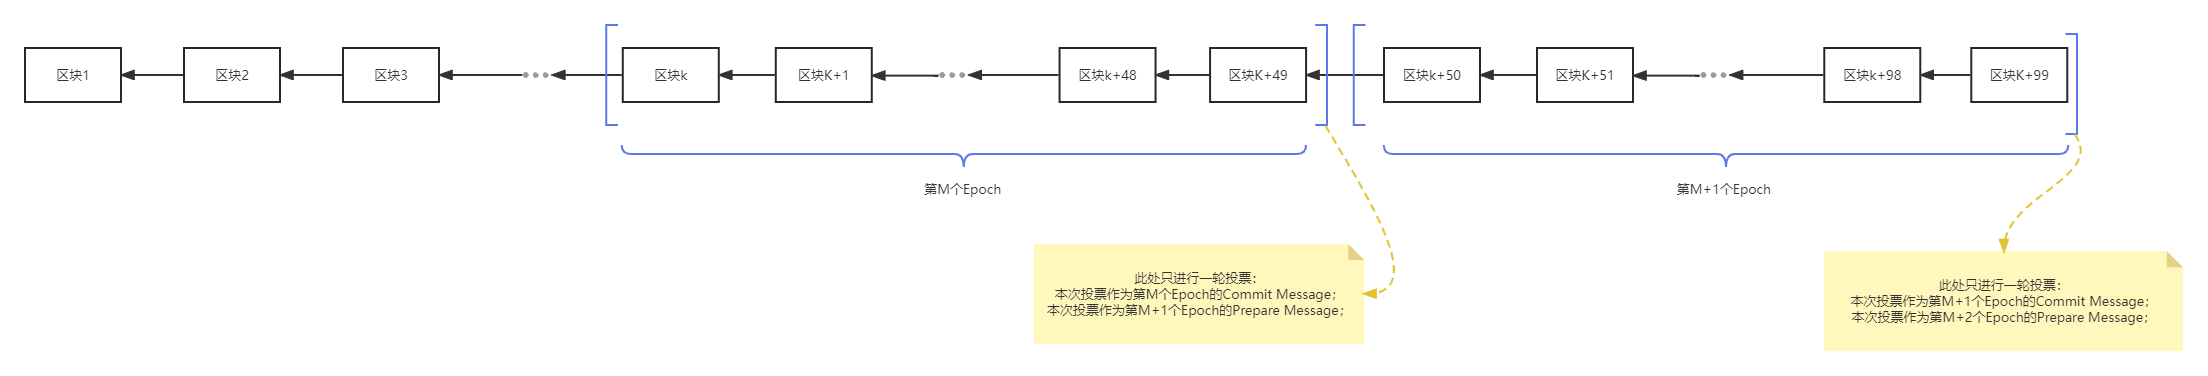 区块1
区块2
区块3
区块k
区块K+1
区块k+48
区块K+49
区块k+50
区块K+51
区块k+98
区块K+99
第M个Epoch
第M+1个Epoch
此处只进行一轮投票：
本次投票作为第M个Epoch的Commit Message；
本次投票作为第M+1个Epoch的Prepare Message；
此处只进行一轮投票：
本次投票作为第M+1个Epoch的Commit Message；
本次投票作为第M+2个Epoch的Prepare Message；